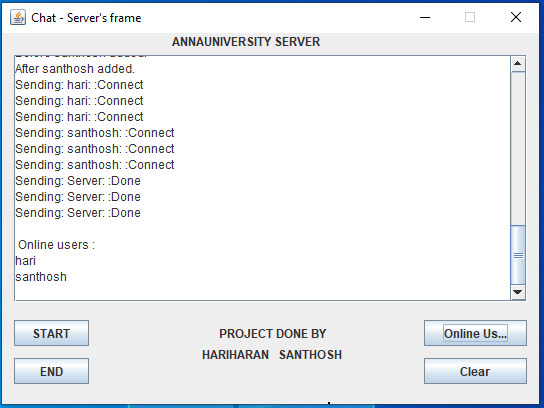 Chat - Server's frame
ANNAUNIVERSITY SERVER
After santhosh added.
Sending: hari: :Connect
Sending: hari: :Connect
Sending: hari: :Connect
Sending: santhosh: :Connect
Sending: santhosh: :Connect
Sending: santhosh: :Connect
Sending: Server: :Done
Sending: Server: :Done
Sending: Server: :Done
Online users :
hari
santhosh
START
PROJECT DONE BY
Online Us...
HARIHARAN SANTHOSH
END
Clear